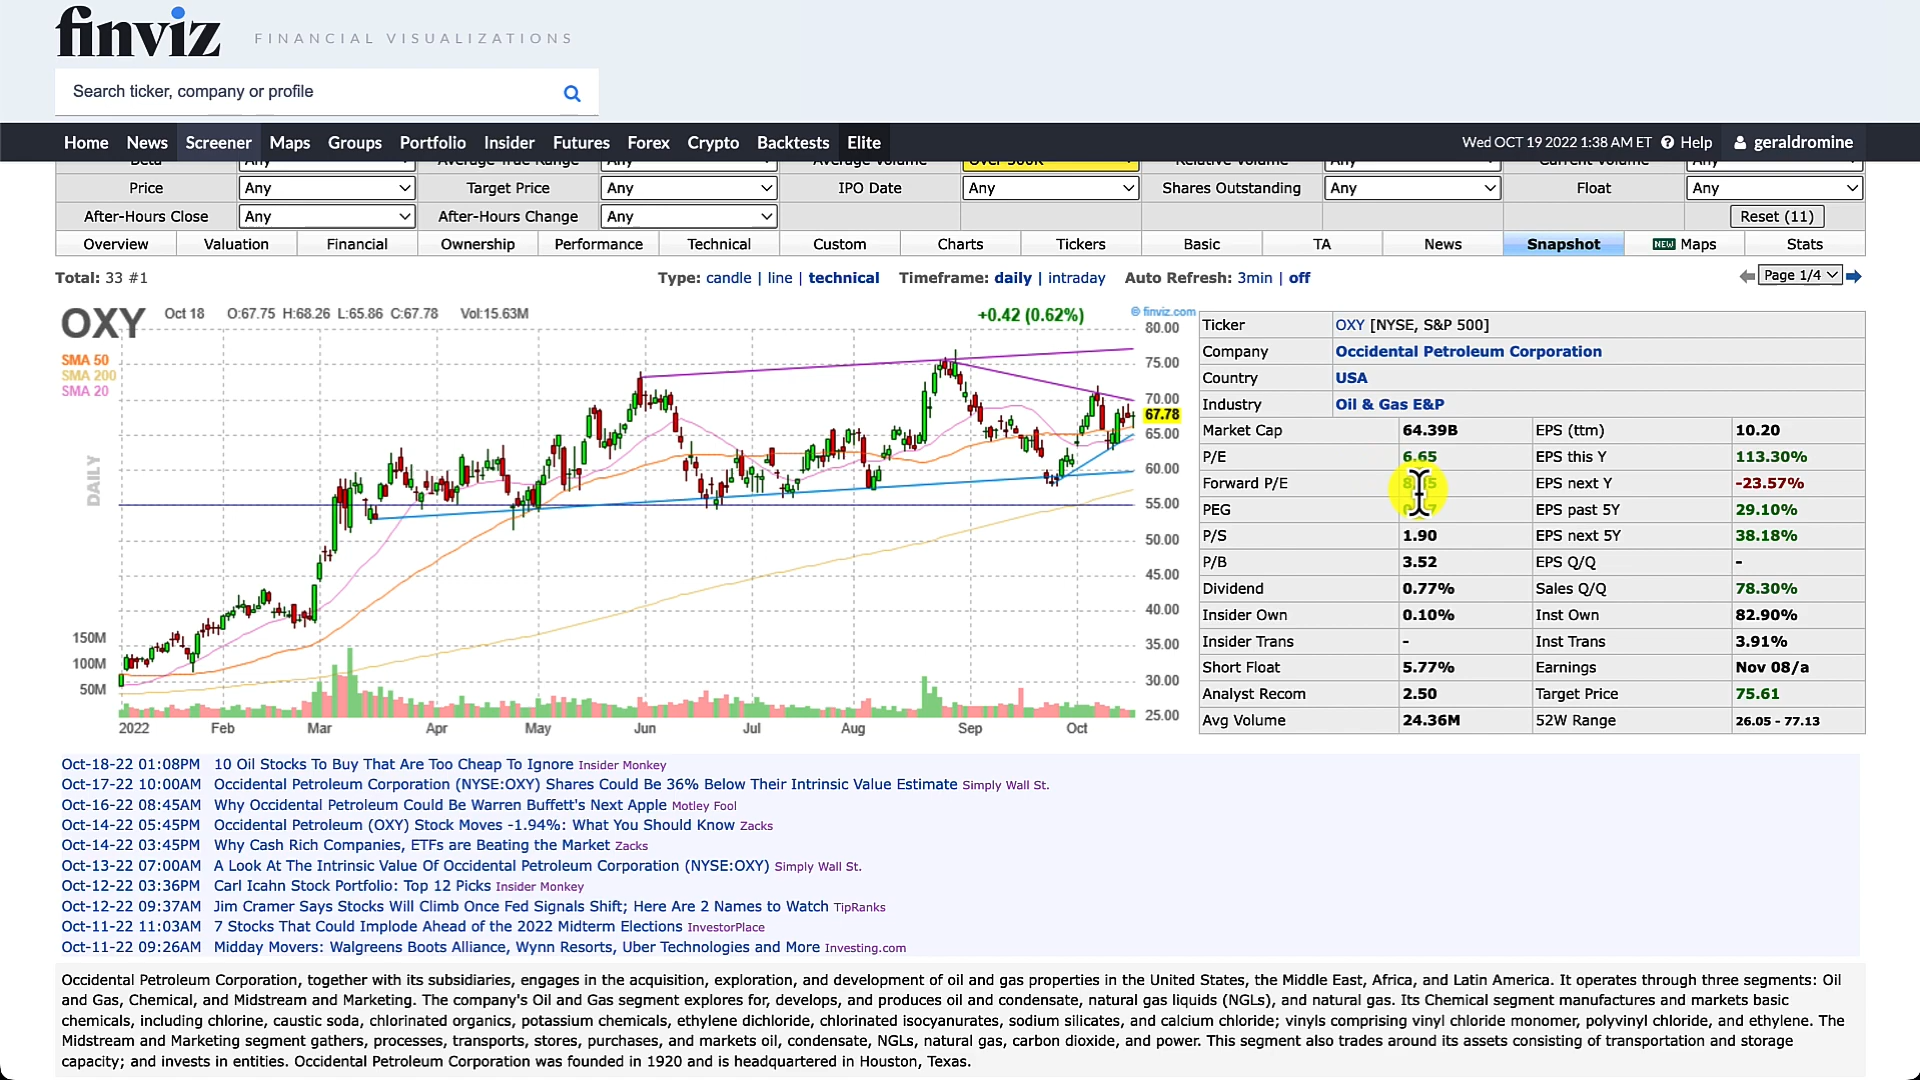 finviz FINANCIAL VISUALIZATIONS
Search ticker, company or profile
Home News Screener Maps Groups Portfolio Insider Futures Forex Crypto Backtests Elite Wed OCT 19 2022 1:38 AM ET Help geraldromine
Price Any Target Price Any IPO Date Any Shares Outstanding Any Float Any
After-Hours Close Any After-Hours Change Any Reset (11)
Overview Valuation Financial Ownership Performance Technical Custom Charts Tickers Basic TA News Snapshot NEW Maps Stats
Total: 33 #1 Type: candle | line | technical Timeframe: daily | intraday Auto Refresh: 3min | off Page 1/4
OXY Oct 18 O:67.75 H:68.26 L:65.86 C:67.78 Vol:15.63M +0.42 (0.62%) © finviz.com
SMA 50
SMA 200
SMA 20
DAILY
80.00
75.00
70.00
67.78
65.00
60.00
55.00
50.00
45.00
40.00
35.00
30.00
25.00
150M
100M
50M
2022 Feb Mar Apr May Jun Jul Aug Sep Oct
Ticker OXY [NYSE, S&P 500]
Company Occidental Petroleum Corporation
Country USA
Industry Oil & Gas E&P
Market Cap 64.39B EPS (ttm) 10.20
P/E 6.65 EPS this Y 113.30%
Forward P/E EPS next Y -23.57%
PEG EPS past 5Y 29.10%
P/S 1.90 EPS next 5Y 38.18%
P/B 3.52 EPS Q/Q -
Dividend 0.77% Sales Q/Q 78.30%
Insider Own 0.10% Inst Own 82.90%
Insider Trans - Inst Trans 3.91%
Short Float 5.77% Earnings Nov 08/a
Analyst Recom 2.50 Target Price 75.61
Avg Volume 24.36M 52W Range 26.05 - 77.13
Oct-18-22 01:08PM 10 Oil Stocks To Buy That Are Too Cheap To Ignore Insider Monkey
Oct-17-22 10:00AM Occidental Petroleum Corporation (NYSE:OXY) Shares Could Be 36% Below Their Intrinsic Value Estimate Simply Wall St.
Oct-16-22 08:45AM Why Occidental Petroleum Could Be Warren Buffett's Next Apple Motley Fool
Oct-14-22 05:45PM Occidental Petroleum (OXY) Stock Moves -1.94%: What You Should Know Zacks
Oct-14-22 03:45PM Why Cash Rich Companies, ETFs are Beating the Market Zacks
Oct-13-22 07:00AM A Look At The Intrinsic Value Of Occidental Petroleum Corporation (NYSE:OXY) Simply Wall St.
Oct-12-22 03:36PM Carl Icahn Stock Portfolio: Top 12 Picks Insider Monkey
Oct-12-22 09:37AM Jim Cramer Says Stocks Will Climb Once Fed Signals Shift; Here Are 2 Names to Watch TipRanks
Oct-11-22 11:03AM 7 Stocks That Could Implode Ahead of the 2022 Midterm Elections InvestorPlace
Oct-11-22 09:26AM Midday Movers: Walgreens Boots Alliance, Wynn Resorts, Uber Technologies and More Investing.com
Occidental Petroleum Corporation, together with its subsidiaries, engages in the acquisition, exploration, and development of oil and gas properties in the United States, the Middle East, Africa, and Latin America. It operates through three segments: Oil
and Gas, Chemical, and Midstream and Marketing. The company's Oil and Gas segment explores for, develops, and produces oil and condensate, natural gas liquids (NGLs), and natural gas. Its Chemical segment manufactures and markets basic
chemicals, including chlorine, caustic soda, chlorinated organics, potassium chemicals, ethylene dichloride, chlorinated isocyanurates, sodium silicates, and calcium chloride; vinyls comprising vinyl chloride monomer, polyvinyl chloride, and ethylene. The
Midstream and Marketing segment gathers, processes, transports, stores, purchases, and markets oil, condensate, NGLs, natural gas, carbon dioxide, and power. This segment also trades around its assets consisting of transportation and storage
capacity; and invests in entities. Occidental Petroleum Corporation was founded in 1920 and is headquartered in Houston, Texas.